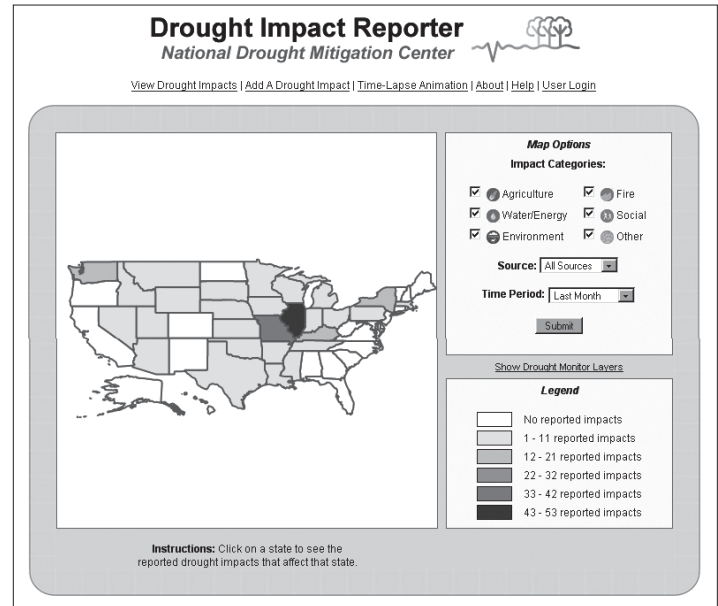 Drought Impact Reporter
National Drought Mitigation Center
View Drought Impacts | Add A Drought Impact | Time-Lapse Animation | About | Help | User Login
Map Options
Impact Categories:
Agriculture Fire
Water/Energy Social
Environment Other
Source: All Sources
Time Period: Last Month
Submit
Show Drought Monitor Layers
Legend
No reported impacts
1 - 11 reported impacts
12 - 21 reported impacts
22 - 32 reported impacts
33 - 42 reported impacts
43 - 53 reported impacts
Instructions: Click on a state to see the
reported drought impacts that affect that state.